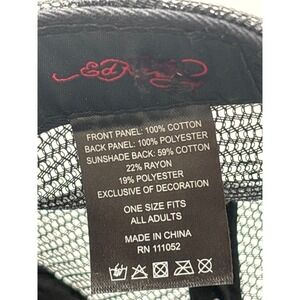 FRONT PANEL: 100% COTTON
BACK PANEL: 100% POLYESTER
SUNSHADE BACK: 59% COTTON
22% RAYON
19% POLYESTER
EXCLUSIVE OF DECORATION
ONE SIZE FITS
ALL ADULTS
MADE IN CHINA
RN 111052